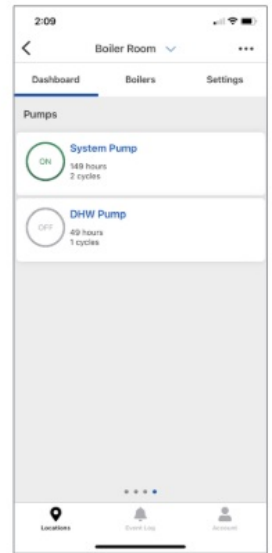 2:09
Boiler Room
Dashboard Boilers Settings
Pumps
System Pump
ON
149 hours
2 cycles
DHW Pump
OFF
49 hours
1 cycles
Locations Event Log Account